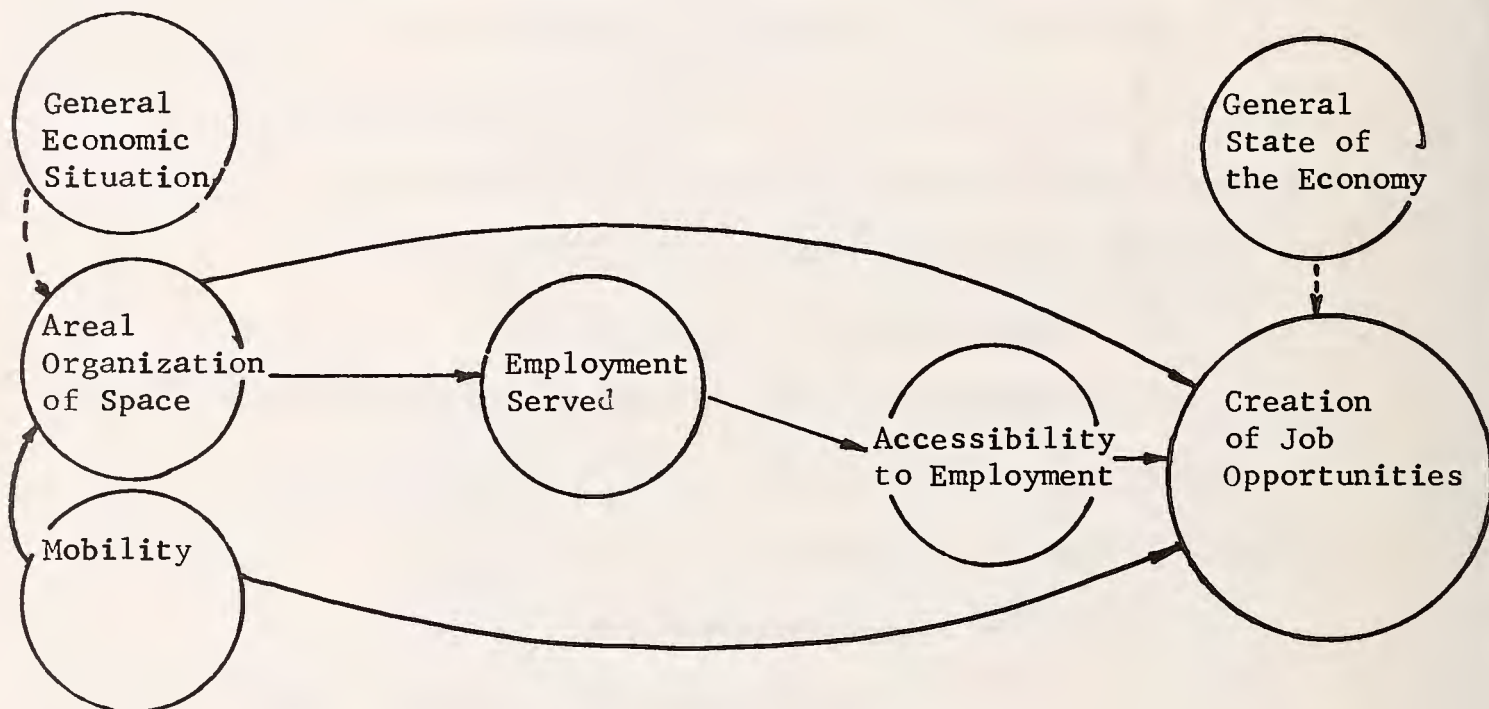 General
Economic
Situation
General
State of
the Economy
Areal
Organization
of Space
Employment
Served
Accessibility
to Employment
Creation
of Job
Opportunities
Mobility